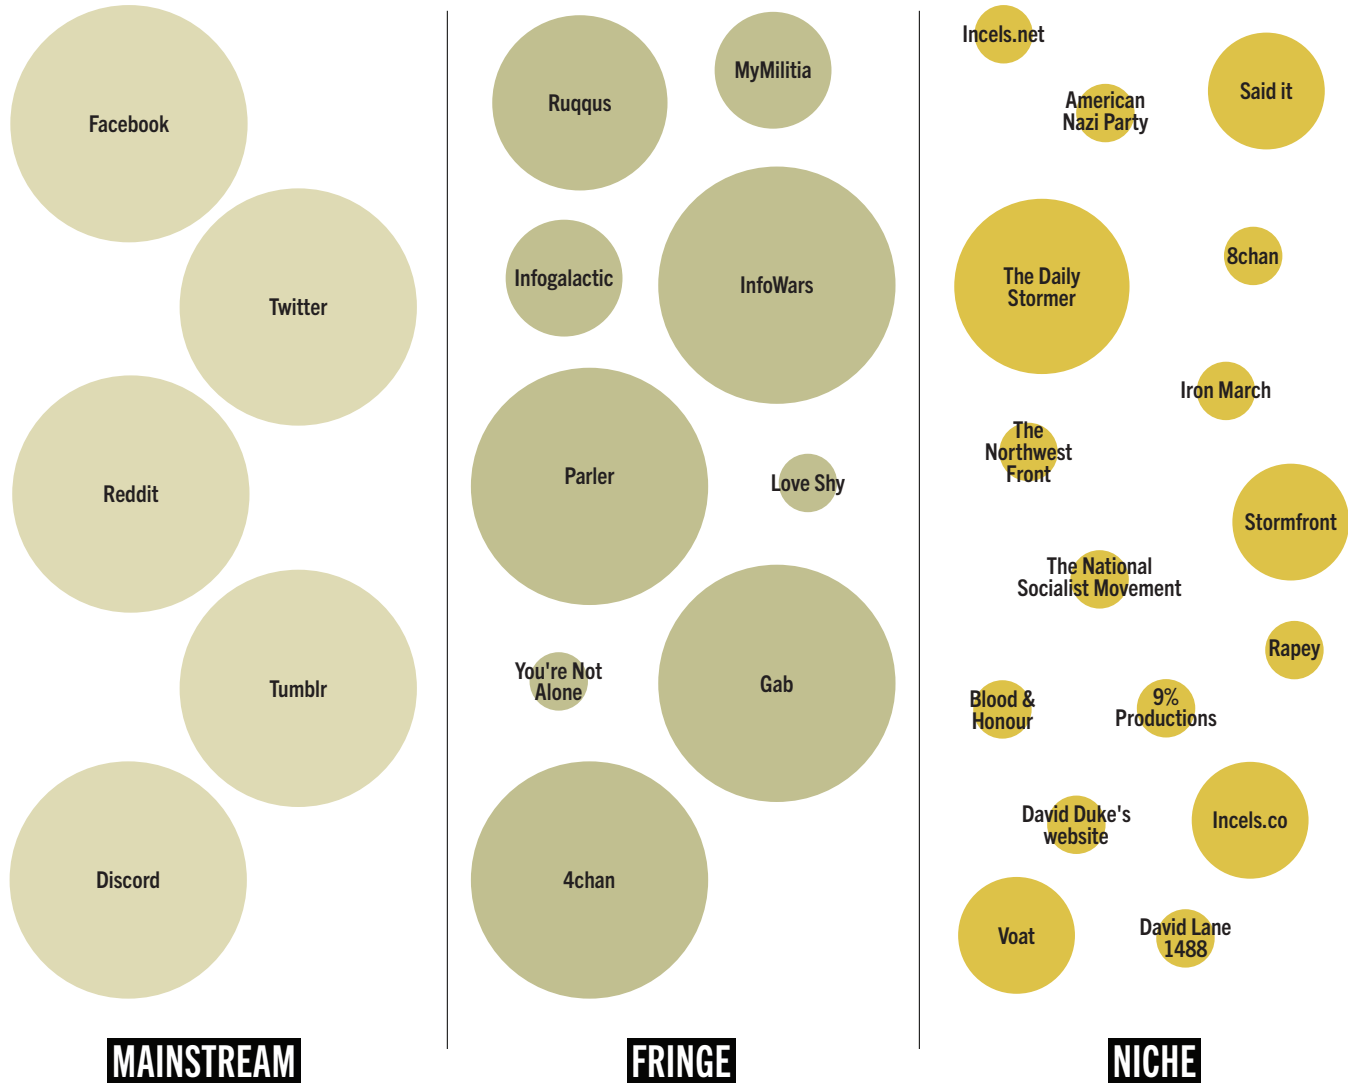 Facebook
Twitter
Reddit
Tumblr
Discord
MAINSTREAM
Ruqqus
MyMilitia
Infogalactic
InfoWars
Parler
Love Shy
You're Not
Alone
Gab
4chan
FRINGE
Incels.net
American
Nazi Party
Said it
The Daily
Stormer
8chan
Iron March
The
Northwest
Front
Stormfront
The National
Socialist Movement
Rapey
Blood &
Honour
9%
Productions
David Duke's
website
Incels.co
Voat
David Lane
1488
NICHE